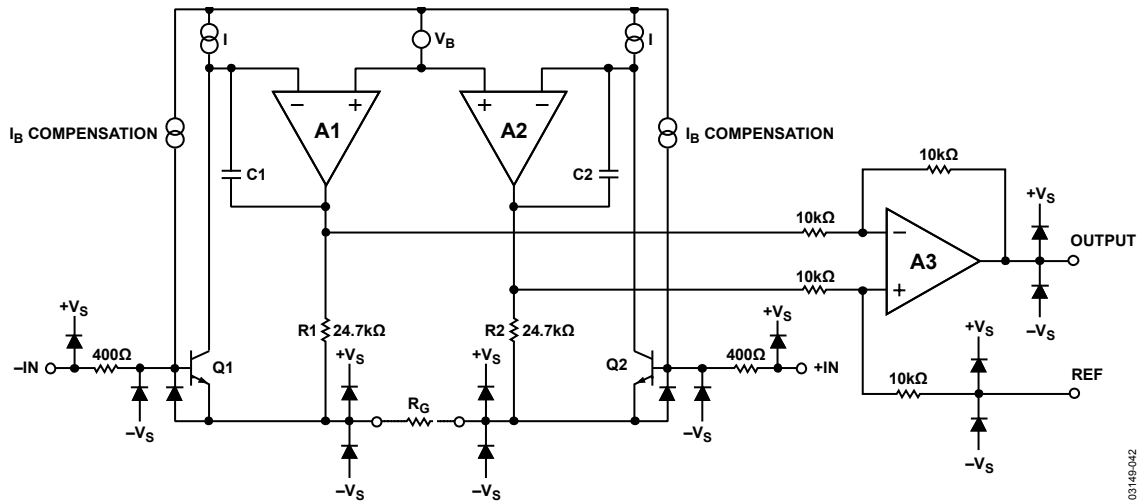 I
V_B
I
A1
A2
I_B COMPENSATION
I_B COMPENSATION
C1
C2
− + + −
10kΩ
10kΩ
10kΩ
−
+
A3
+V_S
OUTPUT
−V_S
+V_S
R1 24.7kΩ
R2 24.7kΩ
+V_S
400Ω
+V_S
+V_S
400Ω
+V_S
−IN
Q1
Q2
+IN
10kΩ
REF
R_G
−V_S
−V_S
−V_S
−V_S
−V_S
03149-042